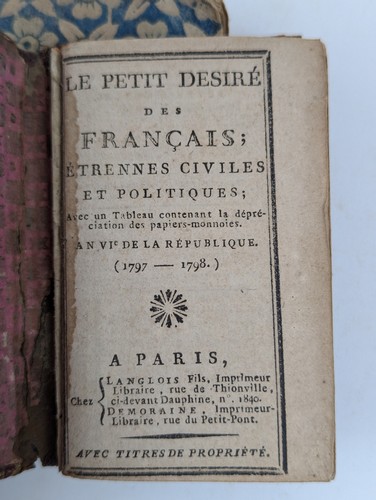 LE PETIT DESIRÉ
DES
FRANÇAIS;
ÉTRENNES CIVILES
ET POLITIQUES;
Avec un Tableau contenant la dépré-
ciation des papiers-monnoies.
AN VIe DE LA RÉPUBLIQUE.
(1797 — 1798.)
A PARIS,
Chez
LANGLOIS Fils, Imprimeur
Libraire, rue de Thionville,
ci-devant Dauphine, n°. 1840.
DEMORAINE, Imprimeur-
Libraire, rue du Petit-Pont.
AVEC TITRES DE PROPRIÉTÉ.